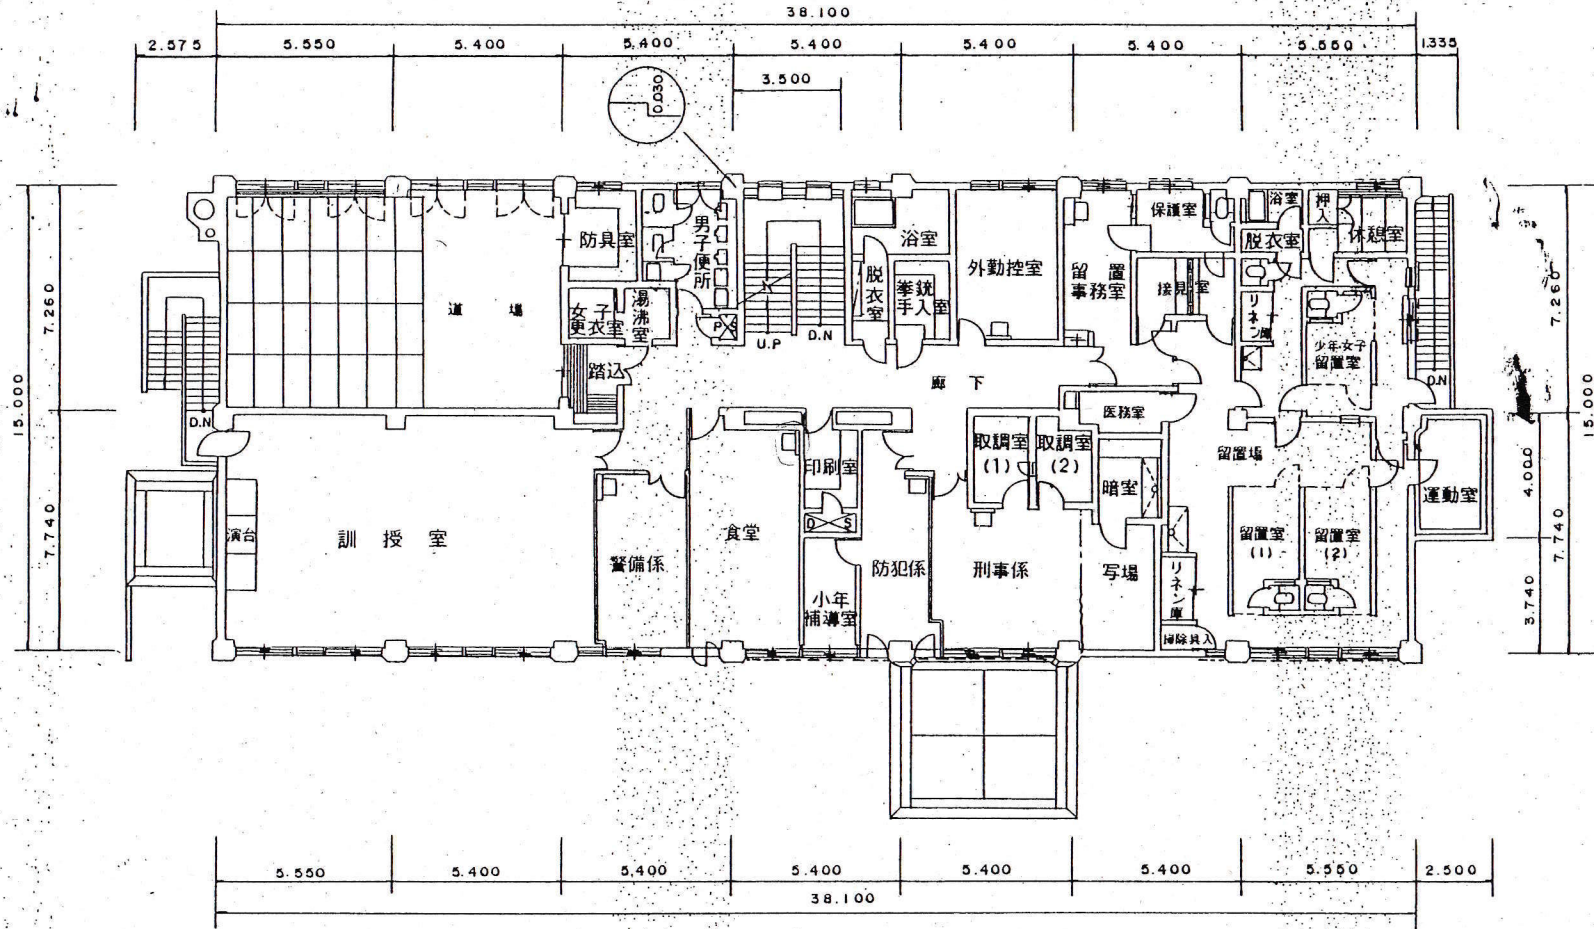 38.100
2.575
5.550
5.400
5.400
5.400
5.400
5.400
5.550
1.335
3.500
0.030
防具室
男子便所
女子
更衣室
湯沸室
踏込
道場
P S
U.P
D.N
浴室
脱衣室
拳銃
手入室
外勤控室
留置
事務室
保護室
接見室
浴室
脱衣室
押入
休憩室
リネン庫
少年・女子
留置室
D.N
D.N
廊下
医務室
取調室
(1)
取調室
(2)
暗室
留置場
運動室
演台
訓授室
警備係
食堂
印刷室
D S
小年
補導室
防犯係
刑事係
写場
リネン庫
掃除具入
留置室
(1)
留置室
(2)
15.000
7.260
7.740
7.260
15.000
4.000
7.740
3.740
5.550
5.400
5.400
5.400
5.400
5.400
5.550
2.500
38.100